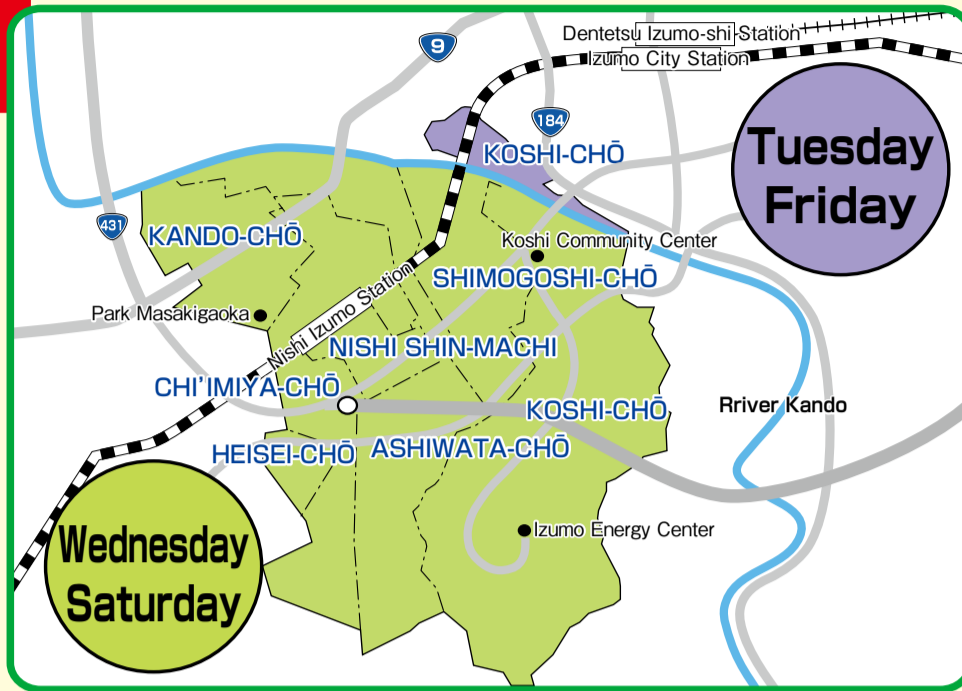 Dentetsu Izumo-shi Station
Izumo City Station
9
184
Tuesday
Friday
KOSHI-CHŌ
431
KANDO-CHŌ
Koshi Community Center
SHIMOGOSHI-CHŌ
Park Masakigaoka
Nishi Izumo Station
NISHI SHIN-MACHI
CHI'IMIYA-CHŌ
KOSHI-CHŌ
Rriver Kando
HEISEI-CHŌ
ASHIWATA-CHŌ
Izumo Energy Center
Wednesday
Saturday